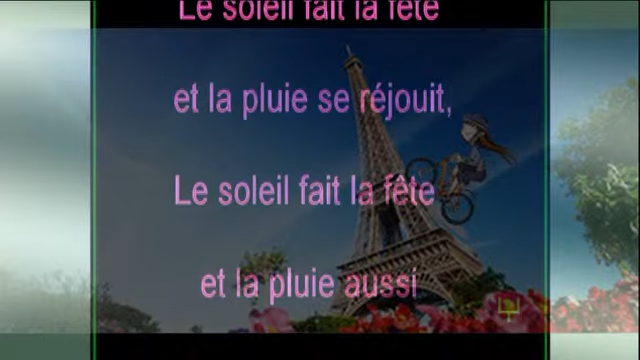 Le soleil fait la fête
et la pluie se réjouit,
Le soleil fait la fête
et la pluie aussi